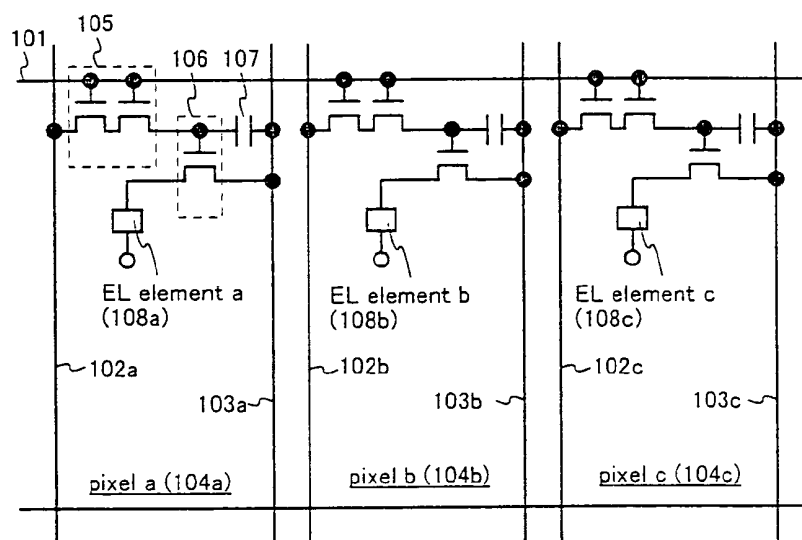 101
105
106
107
EL element a
(108a)
EL element b
(108b)
EL element c
(108c)
102a
102b
102c
103a
103b
103c
pixel a (104a)
pixel b (104b)
pixel c (104c)